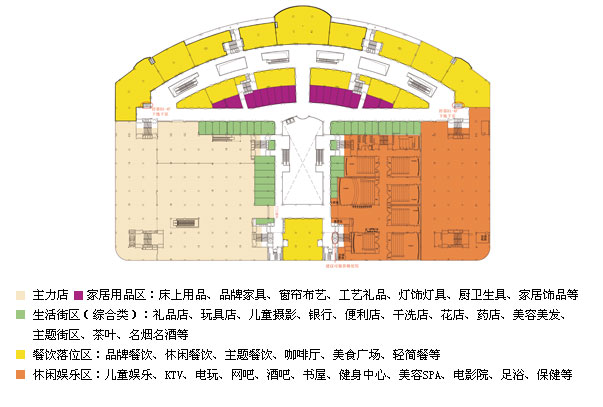 主力店 家居用品区：床上用品、品牌家具、窗帘布艺、工艺礼品、灯饰灯具、厨卫生具、家居饰品等
生活街区（综合类）：礼品店、玩具店、儿童摄影、银行、便利店、干洗店、花店、药店、美容美发、
主题街区、茶叶、名烟名酒等
餐饮落位区：品牌餐饮、休闲餐饮、主题餐饮、咖啡厅、美食广场、轻简餐等
休闲娱乐区：儿童娱乐、KTV、电玩、网吧、酒吧、书屋、健身中心、美容SPA、电影院、足浴、保健等